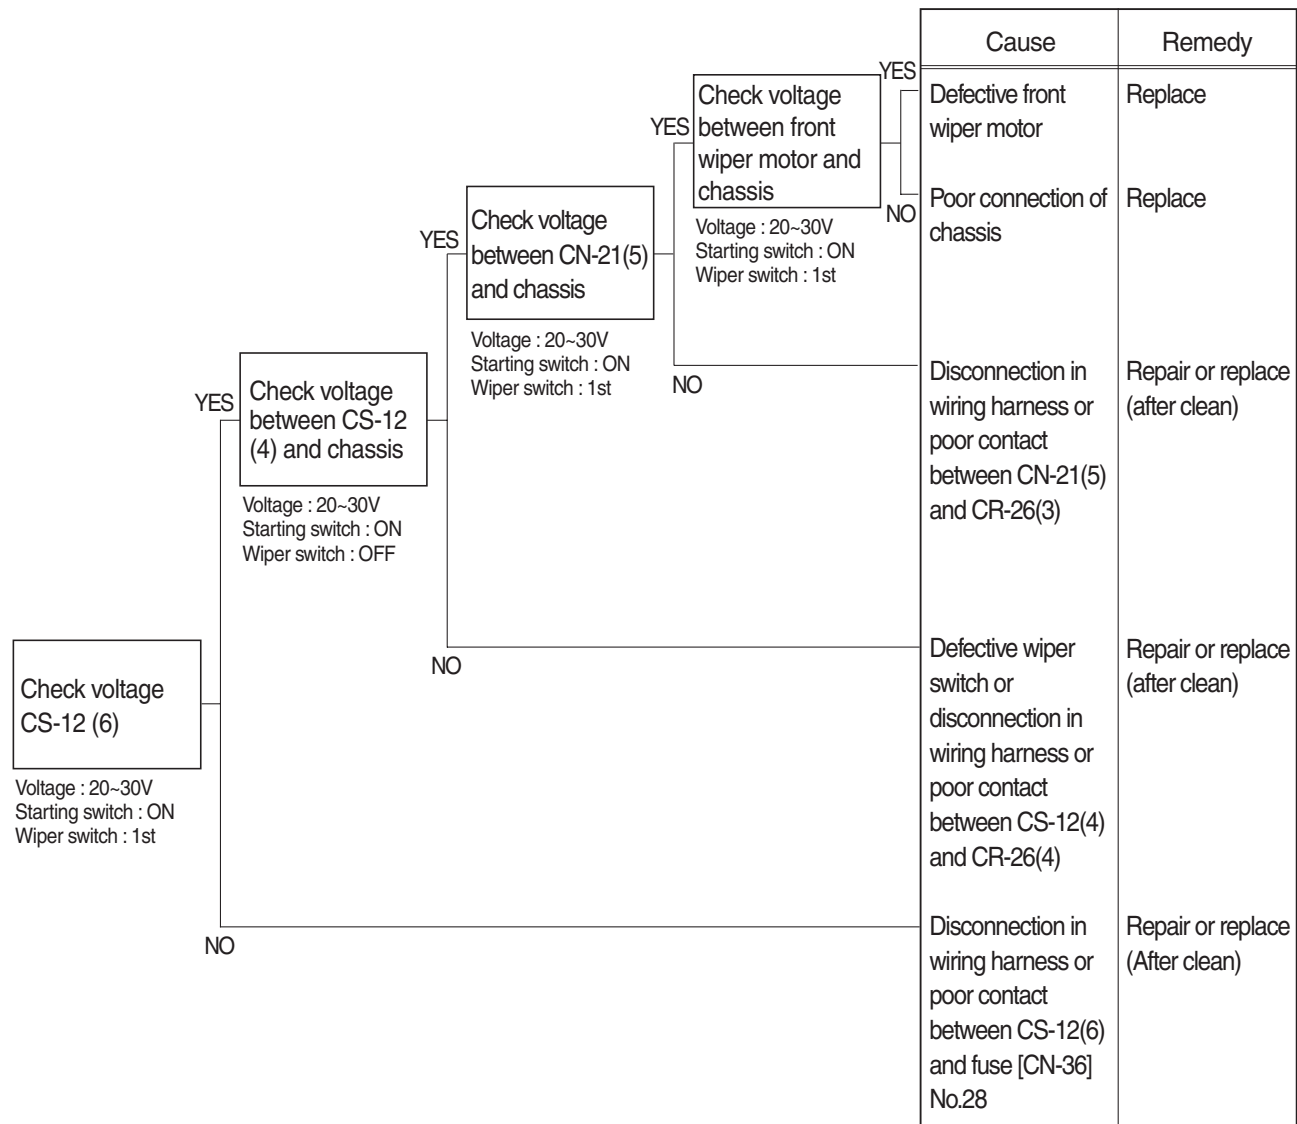 Cause
Remedy
YES
Check voltage
between front
wiper motor and
chassis
YES
Defective front
wiper motor
Replace
NO
Poor connection of
chassis
Replace
Voltage : 20~30V
Starting switch : ON
Wiper switch : 1st
YES
Check voltage
between CN-21(5)
and chassis
Voltage : 20~30V
Starting switch : ON
Wiper switch : 1st
NO
Disconnection in
wiring harness or
poor contact
between CN-21(5)
and CR-26(3)
Repair or replace
(after clean)
YES
Check voltage
between CS-12
(4) and chassis
Voltage : 20~30V
Starting switch : ON
Wiper switch : OFF
NO
Defective wiper
switch or
disconnection in
wiring harness or
poor contact
between CS-12(4)
and CR-26(4)
Repair or replace
(after clean)
Check voltage
CS-12 (6)
Voltage : 20~30V
Starting switch : ON
Wiper switch : 1st
NO
Disconnection in
wiring harness or
poor contact
between CS-12(6)
and fuse [CN-36]
No.28
Repair or replace
(After clean)